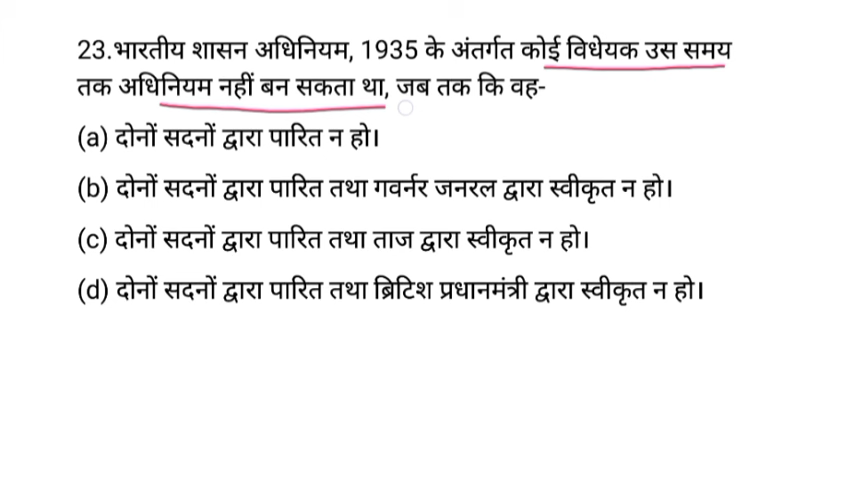 23.भारतीय शासन अधिनियम, 1935 के अंतर्गत कोई विधेयक उस समय
तक अधिनियम नहीं बन सकता था, जब तक कि वह-
(a) दोनों सदनों द्वारा पारित न हो।
(b) दोनों सदनों द्वारा पारित तथा गवर्नर जनरल द्वारा स्वीकृत न हो।
(c) दोनों सदनों द्वारा पारित तथा ताज द्वारा स्वीकृत न हो।
(d) दोनों सदनों द्वारा पारित तथा ब्रिटिश प्रधानमंत्री द्वारा स्वीकृत न हो।